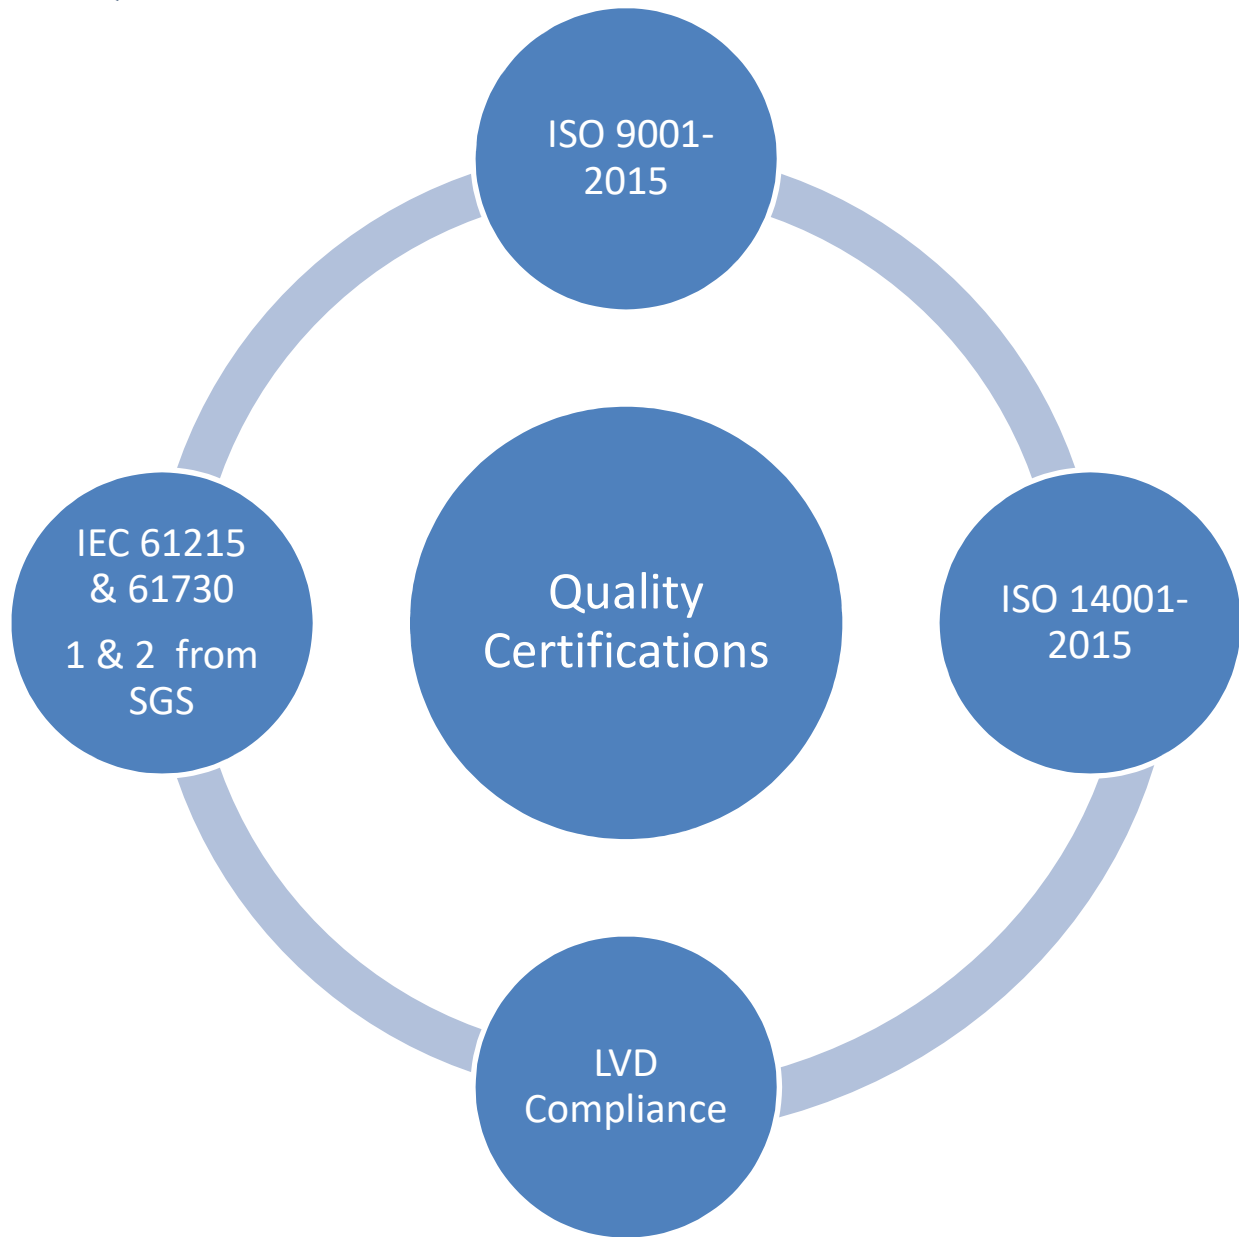 ISO 9001-
2015
IEC 61215
& 61730
1 & 2 from
SGS
Quality
Certifications
ISO 14001-
2015
LVD
Compliance